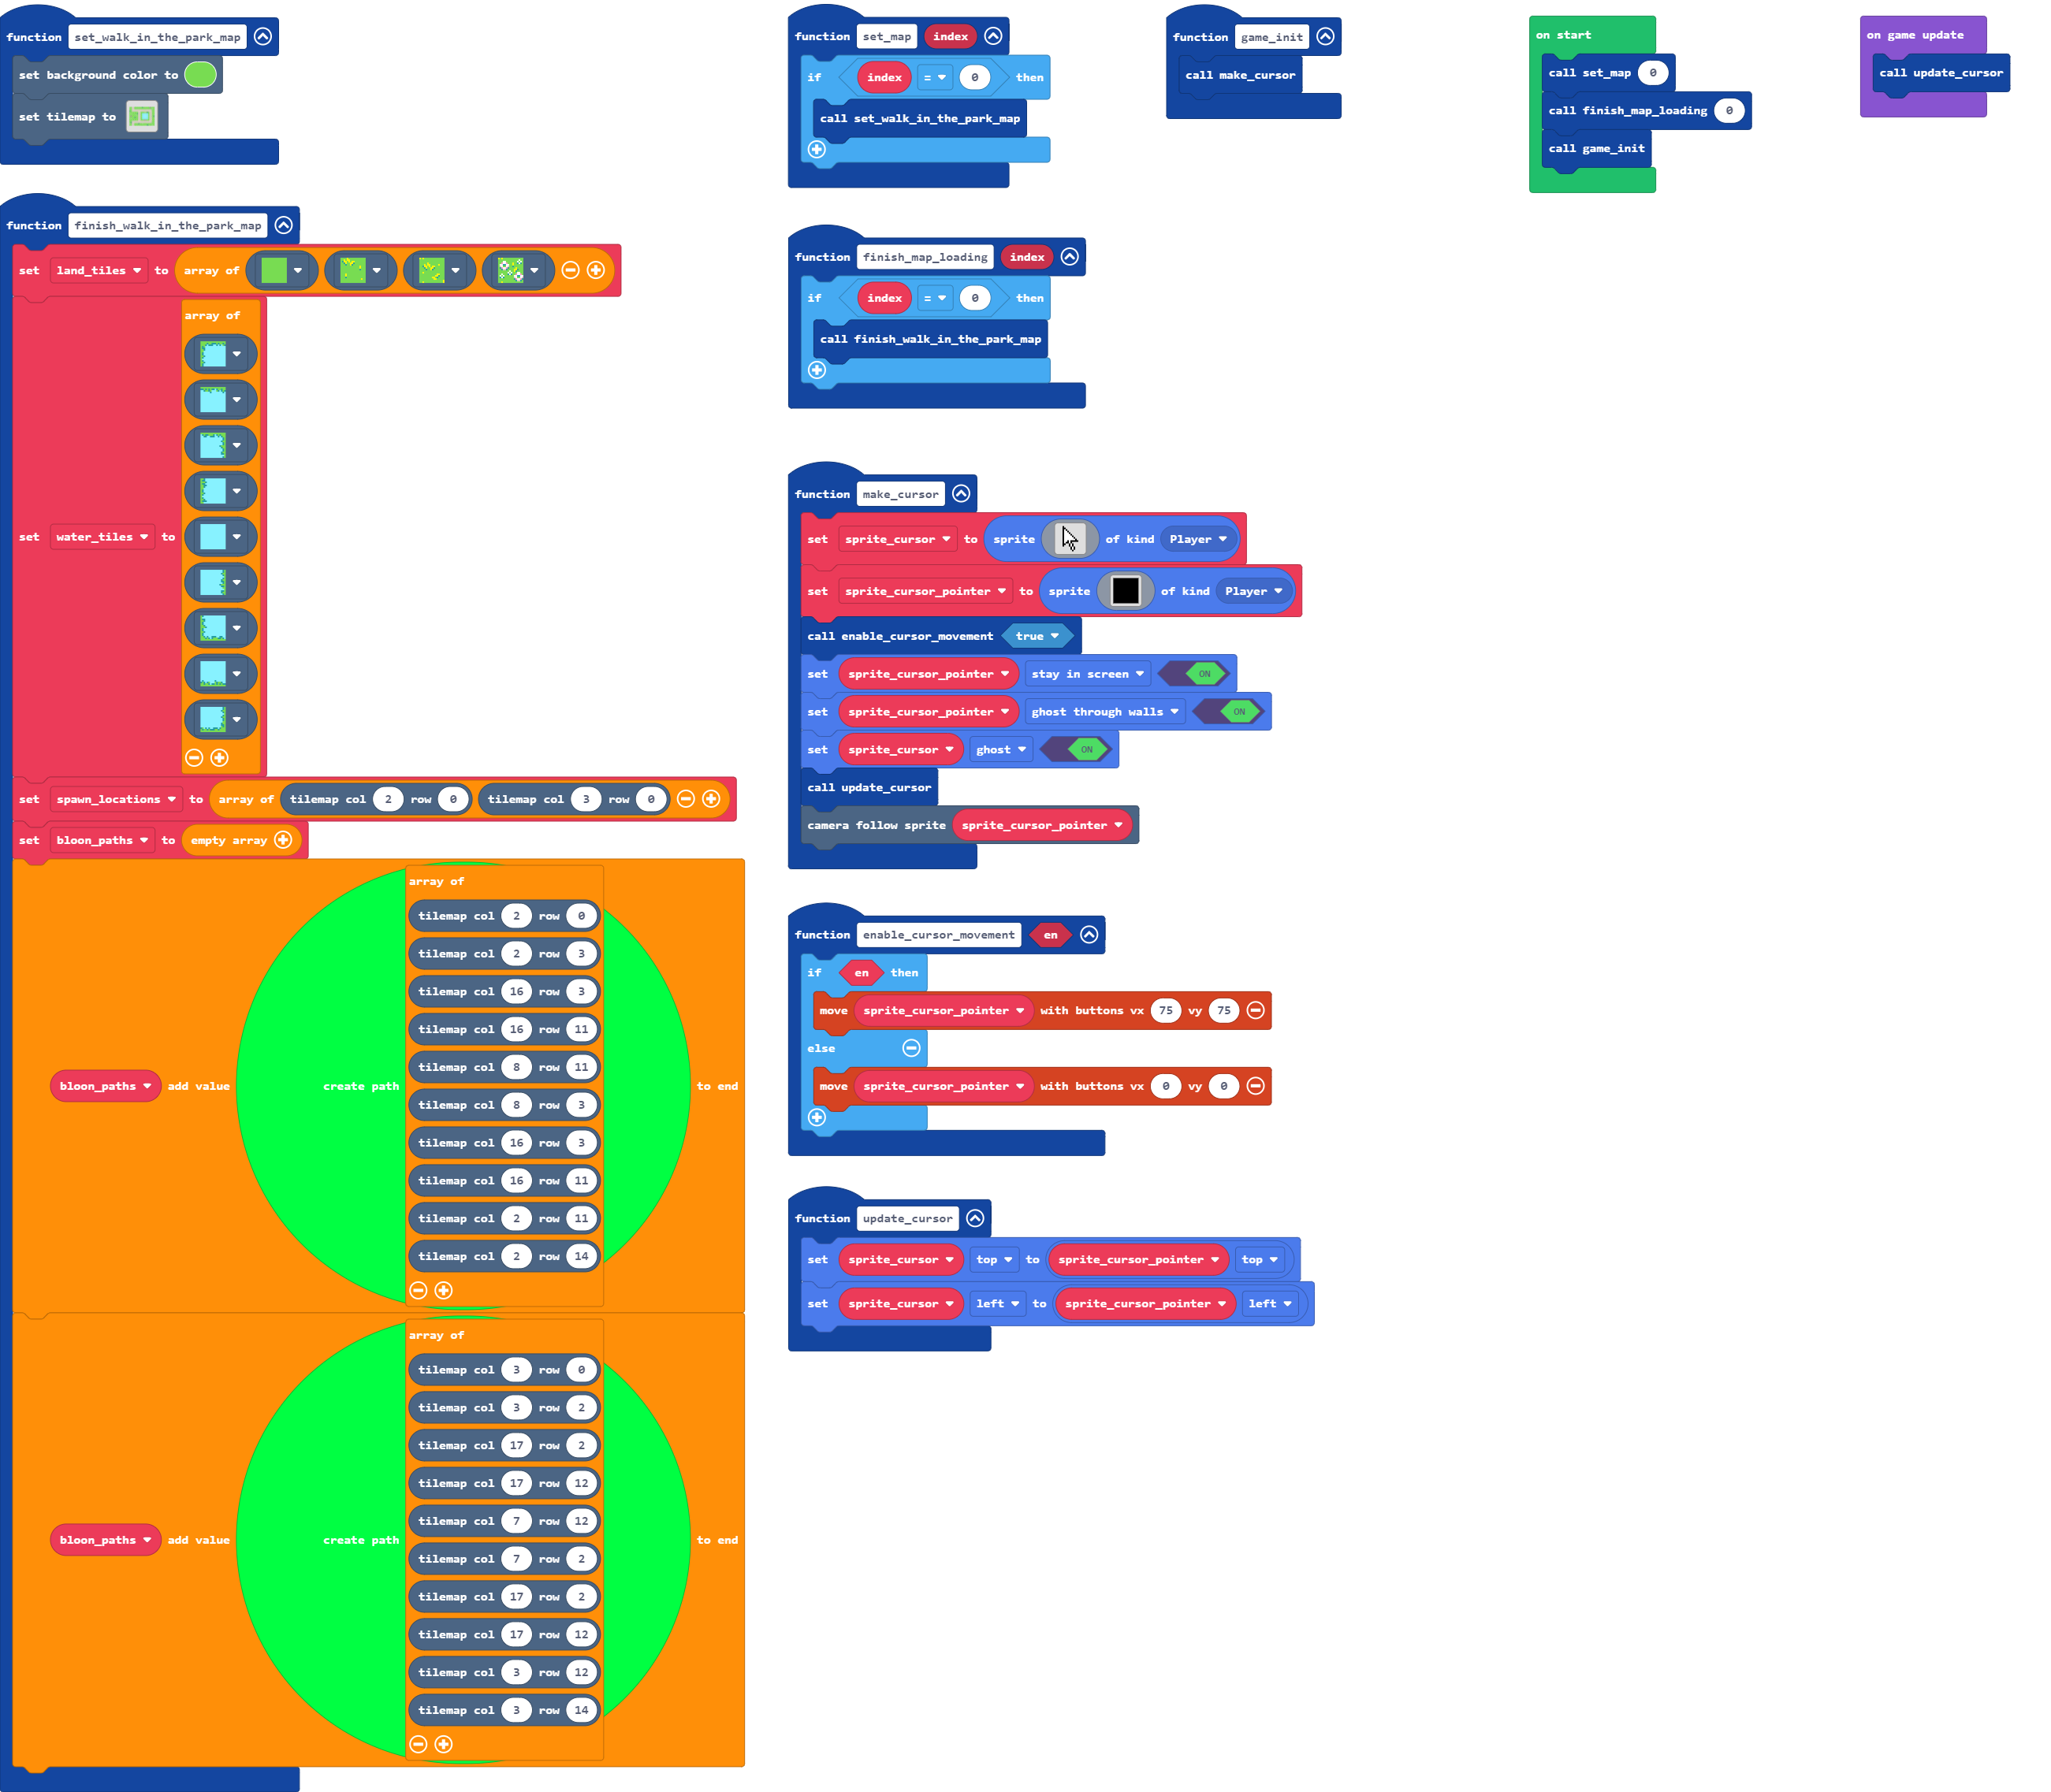 function set_walk_in_the_park_map
set background color to
set tilemap to
function finish_walk_in_the_park_map
set land_tiles to array of
set water_tiles to array of
set spawn_locations to array of tilemap col 2 row 0 tilemap col 3 row 0
set bloon_paths to empty array
bloon_paths add value create path array of to end
tilemap col 2 row 0
tilemap col 2 row 3
tilemap col 16 row 3
tilemap col 16 row 11
tilemap col 8 row 11
tilemap col 8 row 3
tilemap col 16 row 3
tilemap col 16 row 11
tilemap col 2 row 11
tilemap col 2 row 14
bloon_paths add value create path array of to end
tilemap col 3 row 0
tilemap col 3 row 2
tilemap col 17 row 2
tilemap col 17 row 12
tilemap col 7 row 12
tilemap col 7 row 2
tilemap col 17 row 2
tilemap col 17 row 12
tilemap col 3 row 12
tilemap col 3 row 14
function set_map index
if index = 0 then
call set_walk_in_the_park_map
function finish_map_loading index
if index = 0 then
call finish_walk_in_the_park_map
function make_cursor
set sprite_cursor to sprite of kind Player
set sprite_cursor_pointer to sprite of kind Player
call enable_cursor_movement true
set sprite_cursor_pointer stay in screen ON
set sprite_cursor_pointer ghost through walls ON
set sprite_cursor ghost ON
call update_cursor
camera follow sprite sprite_cursor_pointer
function enable_cursor_movement en
if en then
move sprite_cursor_pointer with buttons vx 75 vy 75
else
move sprite_cursor_pointer with buttons vx 0 vy 0
function update_cursor
set sprite_cursor top to sprite_cursor_pointer top
set sprite_cursor left to sprite_cursor_pointer left
function game_init
call make_cursor
on start
call set_map 0
call finish_map_loading 0
call game_init
on game update
call update_cursor